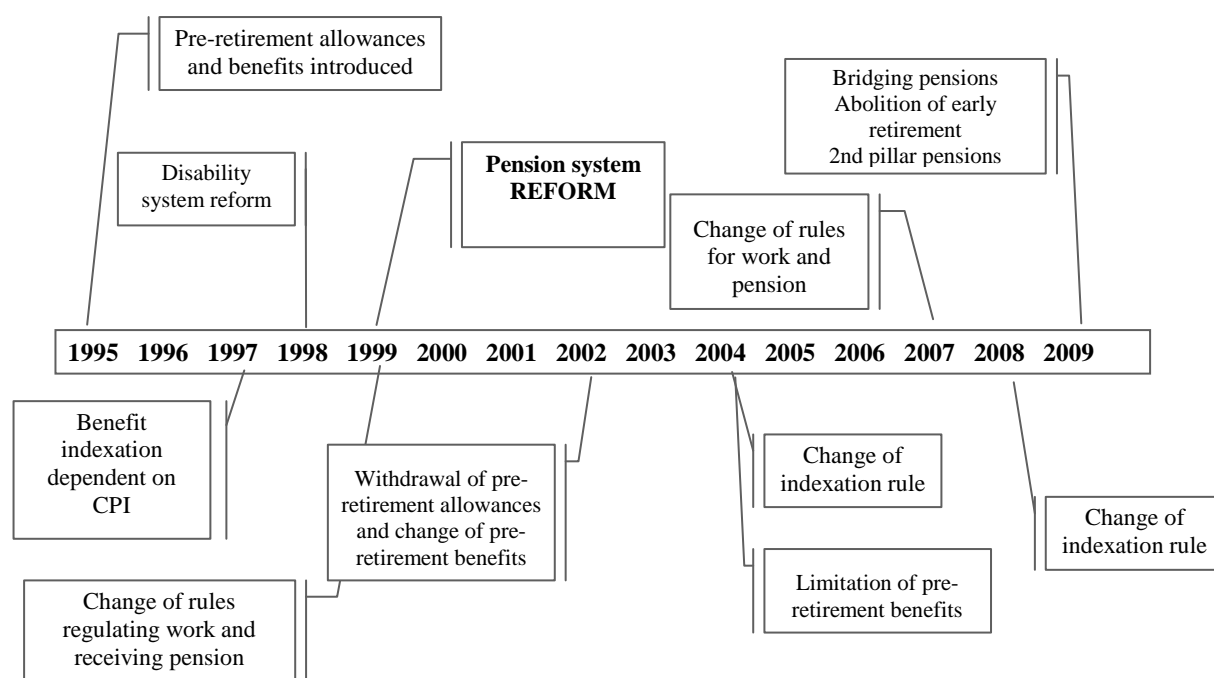 Pre-retirement allowances
and benefits introduced
Bridging pensions
Abolition of early
retirement
2nd pillar pensions
Disability
system reform
Pension system
REFORM
Change of rules
for work and
pension
1995 1996 1997 1998 1999 2000 2001 2002 2003 2004 2005 2006 2007 2008 2009
Benefit
indexation
dependent on
CPI
Withdrawal of pre-
retirement allowances
and change of pre-
retirement benefits
Change of
indexation rule
Change of
indexation rule
Change of rules
regulating work and
receiving pension
Limitation of pre-
retirement benefits